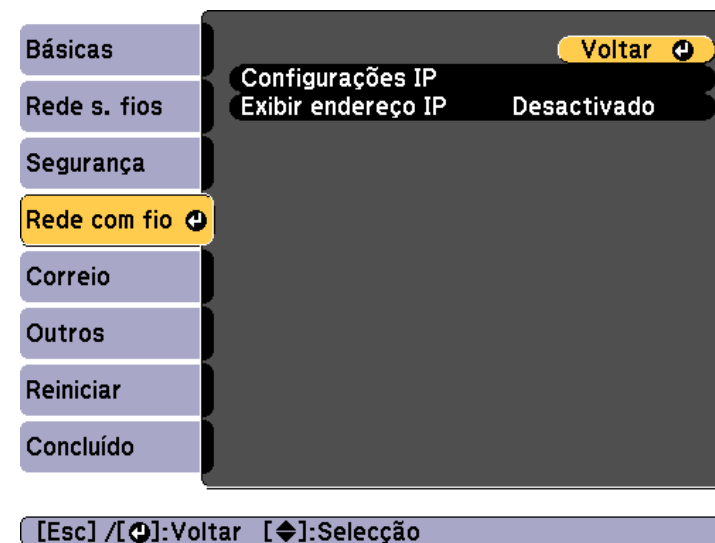 Básicas
Rede s. fios
Segurança
Rede com fio
Correio
Outros
Reiniciar
Concluído
Voltar
Configurações IP
Exibir endereço IP Desactivado
[Esc] /[⏎]:Voltar [◆]:Selecção